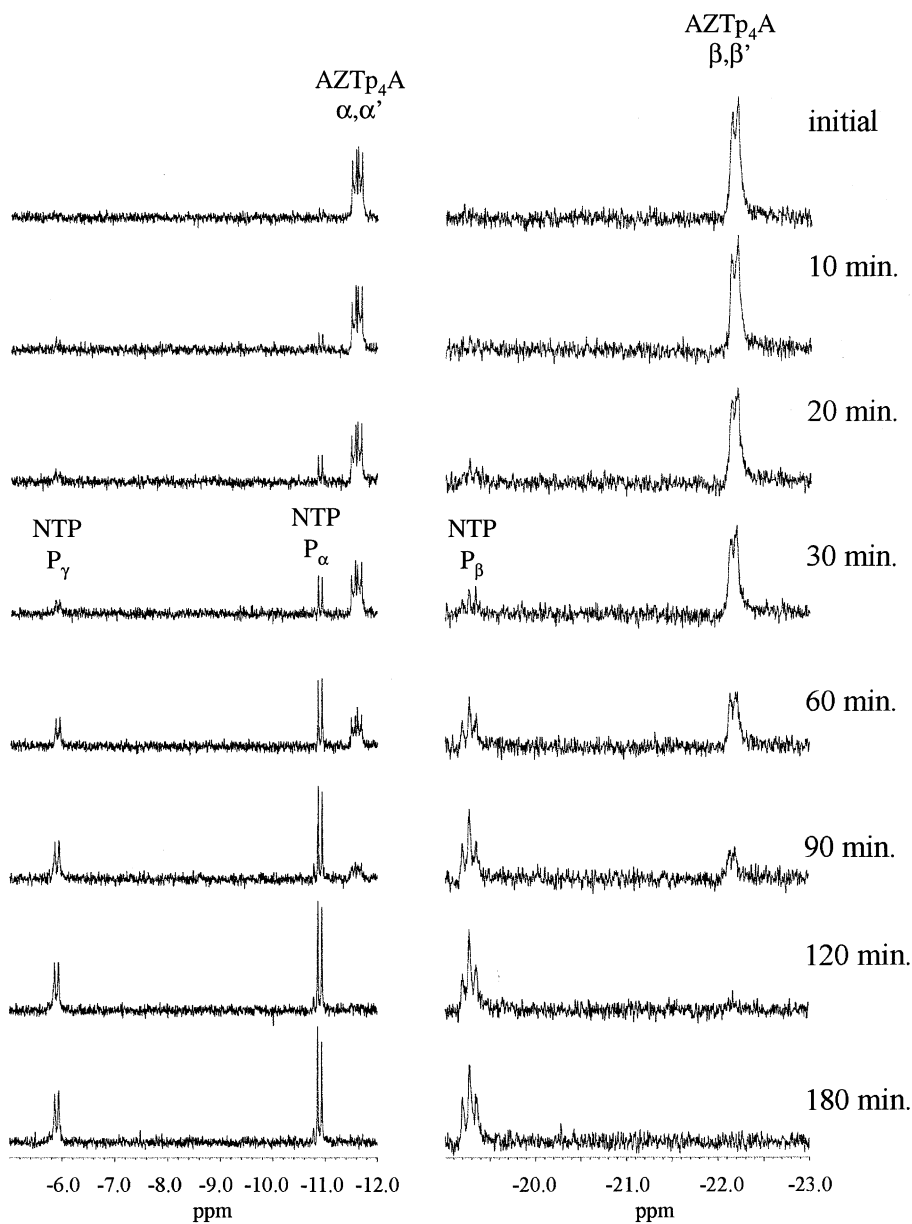 AZTp₄A
β,β’
AZTp₄A
α,α’
initial
10 min.
20 min.
NTP
Pγ
NTP
Pα
NTP
Pβ
30 min.
60 min.
90 min.
120 min.
180 min.
-6.0 -7.0 -8.0 -9.0 -10.0 -11.0 -12.0
ppm
-20.0 -21.0 -22.0 -23.0
ppm